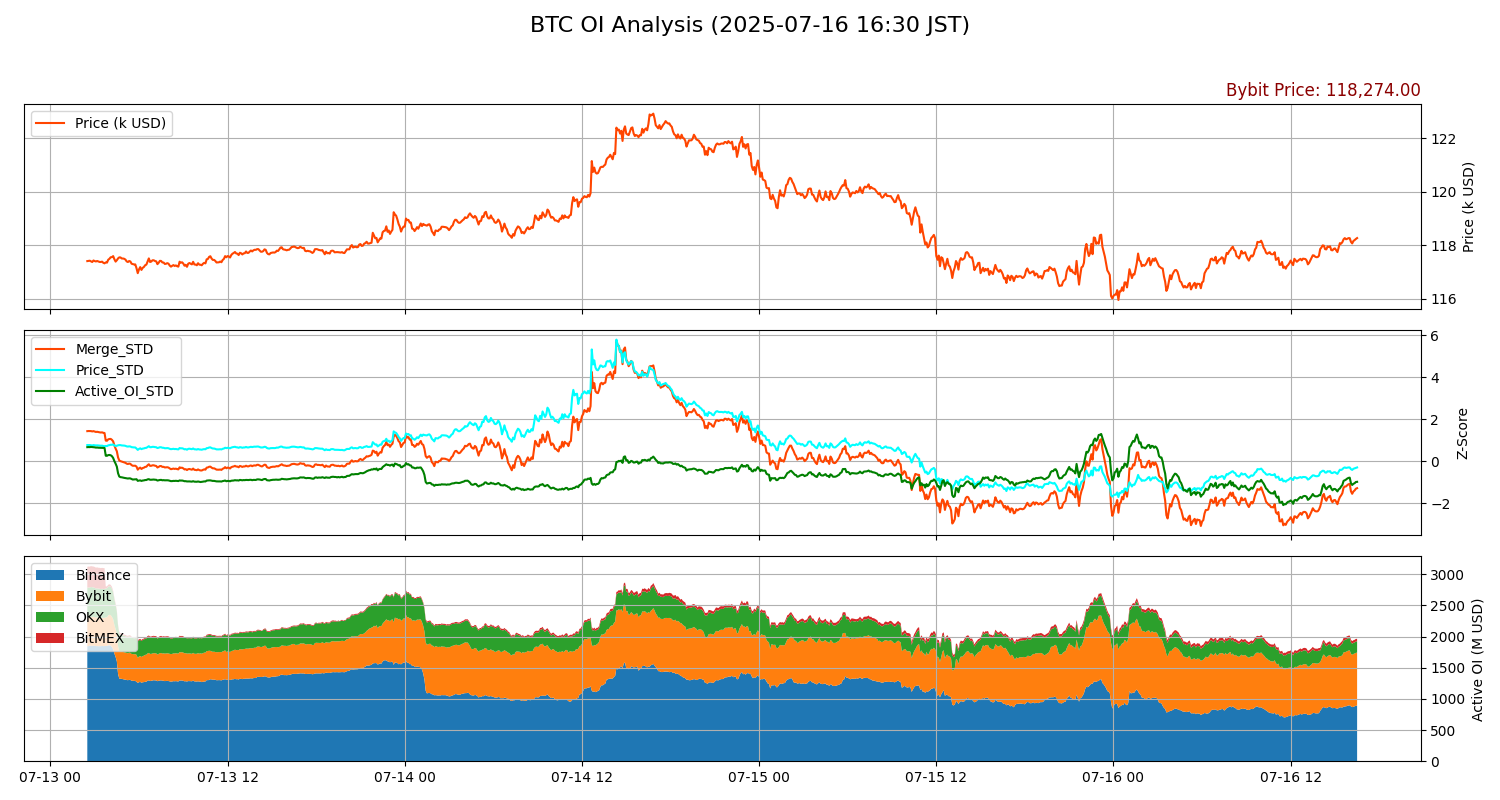 BTC OI Analysis (2025-07-16 16:30 JST)
Bybit Price: 118,274.00
Price (k USD)
122
120
118
116
Price (k USD)
Merge_STD
Price_STD
Active_OI_STD
6
4
2
0
−2
Z-Score
Binance
Bybit
OKX
BitMEX
3000
2500
2000
1500
1000
500
0
Active OI (M USD)
07-13 00
07-13 12
07-14 00
07-14 12
07-15 00
07-15 12
07-16 00
07-16 12